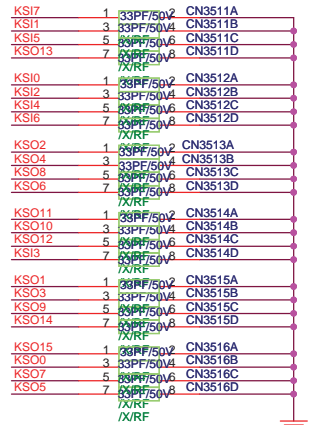 KSI7 1 33PF/50V 2 CN3511A
KSI1 3 33PF/50V 4 CN3511B
KSI5 5 33PF/50V 6 CN3511C
KSO13 7 33PF/50V 8 CN3511D
/X/RF
KSI0 1 33PF/50V 2 CN3512A
KSI2 3 33PF/50V 4 CN3512B
KSI4 5 33PF/50V 6 CN3512C
KSI6 7 33PF/50V 8 CN3512D
/X/RF
KSO2 1 33PF/50V 2 CN3513A
KSO4 3 33PF/50V 4 CN3513B
KSO8 5 33PF/50V 6 CN3513C
KSO6 7 33PF/50V 8 CN3513D
/X/RF
KSO11 1 33PF/50V 2 CN3514A
KSO10 3 33PF/50V 4 CN3514B
KSO12 5 33PF/50V 6 CN3514C
KSI3 7 33PF/50V 8 CN3514D
/X/RF
KSO1 1 33PF/50V 2 CN3515A
KSO3 3 33PF/50V 4 CN3515B
KSO9 5 33PF/50V 6 CN3515C
KSO14 7 33PF/50V 8 CN3515D
/X/RF
KSO15 1 33PF/50V 2 CN3516A
KSO0 3 33PF/50V 4 CN3516B
KSO7 5 33PF/50V 6 CN3516C
KSO5 7 33PF/50V 8 CN3516D
/X/RF
/X/RF